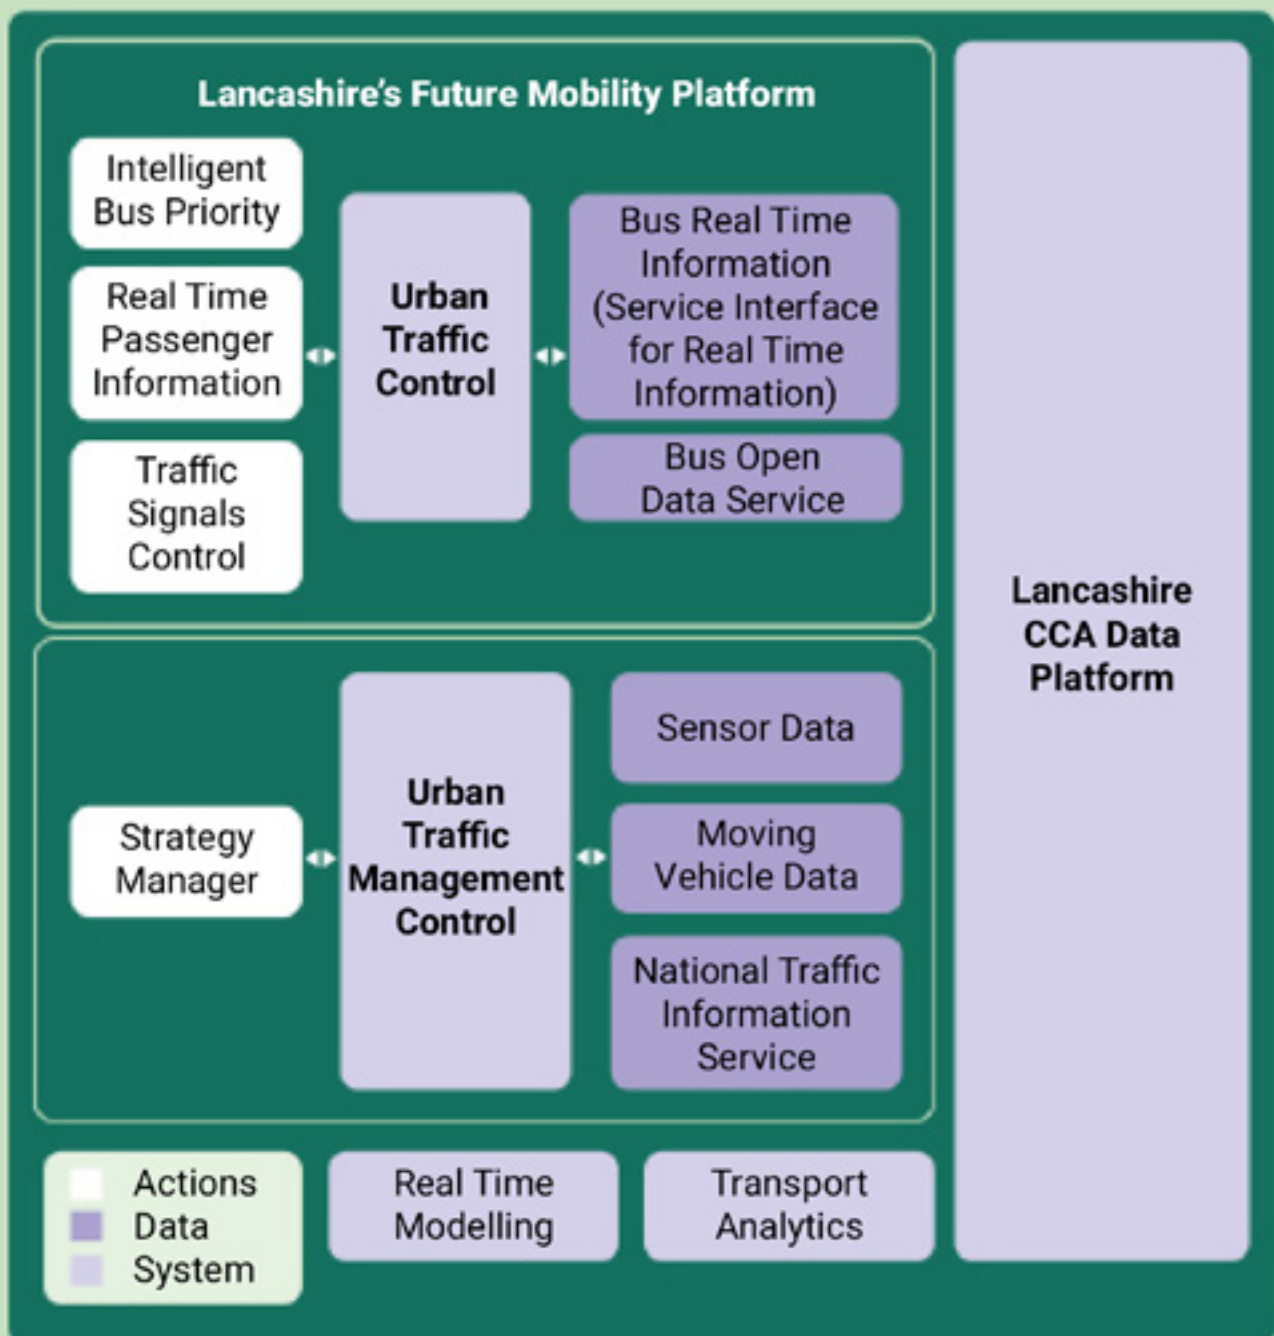 Lancashire's Future Mobility Platform
Intelligent
Bus Priority
Real Time
Passenger
Information
Traffic
Signals
Control
Urban
Traffic
Control
Bus Real Time
Information
(Service Interface
for Real Time
Information)
Bus Open
Data Service
Strategy
Manager
Urban
Traffic
Management
Control
Sensor Data
Moving
Vehicle Data
National Traffic
Information
Service
Lancashire
CCA Data
Platform
Actions
Data
System
Real Time
Modelling
Transport
Analytics